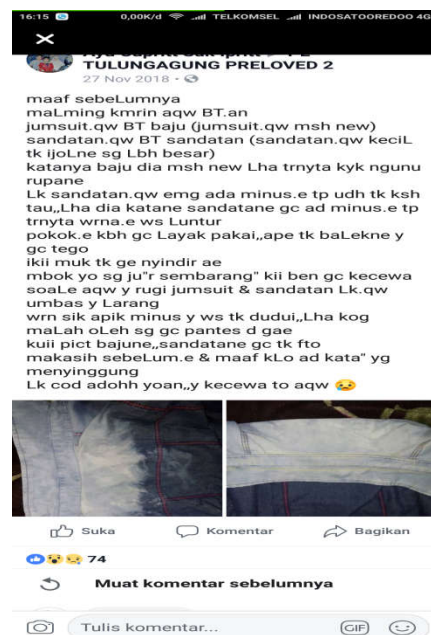 16:15 0,00K/d TELKOMSEL INDOSATOOREDOO 4G
TULUNGAGUNG PRELOVED 2
27 Nov 2018
maaf sebeLumnya
maLming kmrin aqw BT.an
jumsuit.qw BT baju (jumsuit.qw msh new)
sandatan.qw BT sandatan (sandatan.qw keciL
tk ijoLne sg Lbh besar)
katanya baju dia msh new Lha trnyta kyk ngunu
rupane
Lk sandatan.qw emg ada minus.e tp udh tk ksh
tau,,Lha dia katane sandatane gc ad minus.e tp
trnyta wrna.e ws Luntur
pokok.e kbh gc Layak pakai,,ape tk baLekne y
gc tego
ikii muk tk ge nyindir ae
mbok yo sg ju"r sembarang" kii ben gc kecewa
soaLe aqw y rugi jumsuit & sandatan Lk.qw
umbas y Larang
wrn sik apik minus y ws tk dudui,,Lha kog
maLah oLeh sg gc pantes d gae
kuii pict bajune,,sandatane gc tk fto
makasih sebeLum.e & maaf kLo ad kata" yg
menyinggung
Lk cod adohh yoan,,y kecewa to aqw
Suka Komentar Bagikan
74
Muat komentar sebelumnya
Tulis komentar... GIF